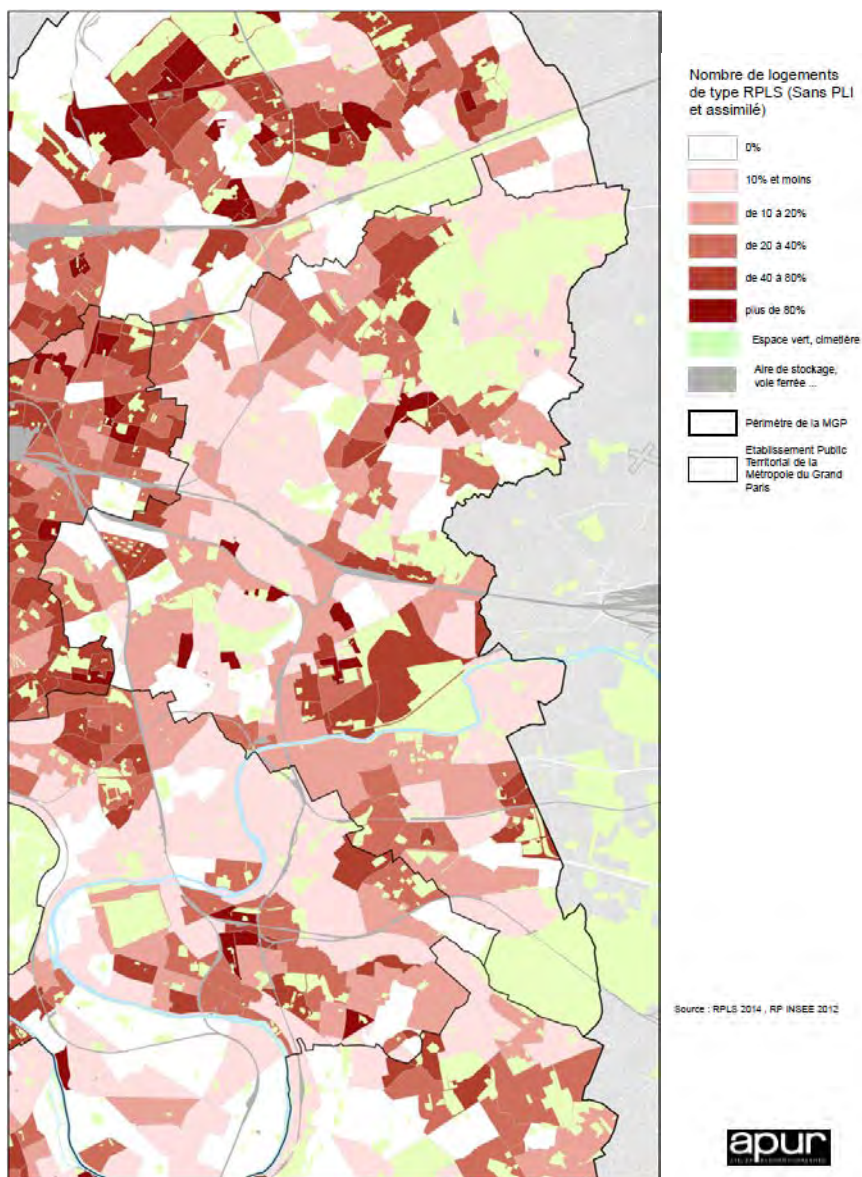 Nombre de logements
de type RPLS (Sans PLI
et assimilé)
0%
10% et moins
de 10 à 20%
de 20 à 40%
de 40 à 80%
plus de 80%
Espace vert, cimetière
Aire de stockage,
voie ferrée ...
Périmètre de la MGP
Etablissement Public
Territorial de la
Métropole du Grand
Paris
Source : RPLS 2014 , RP INSEE 2012
apur